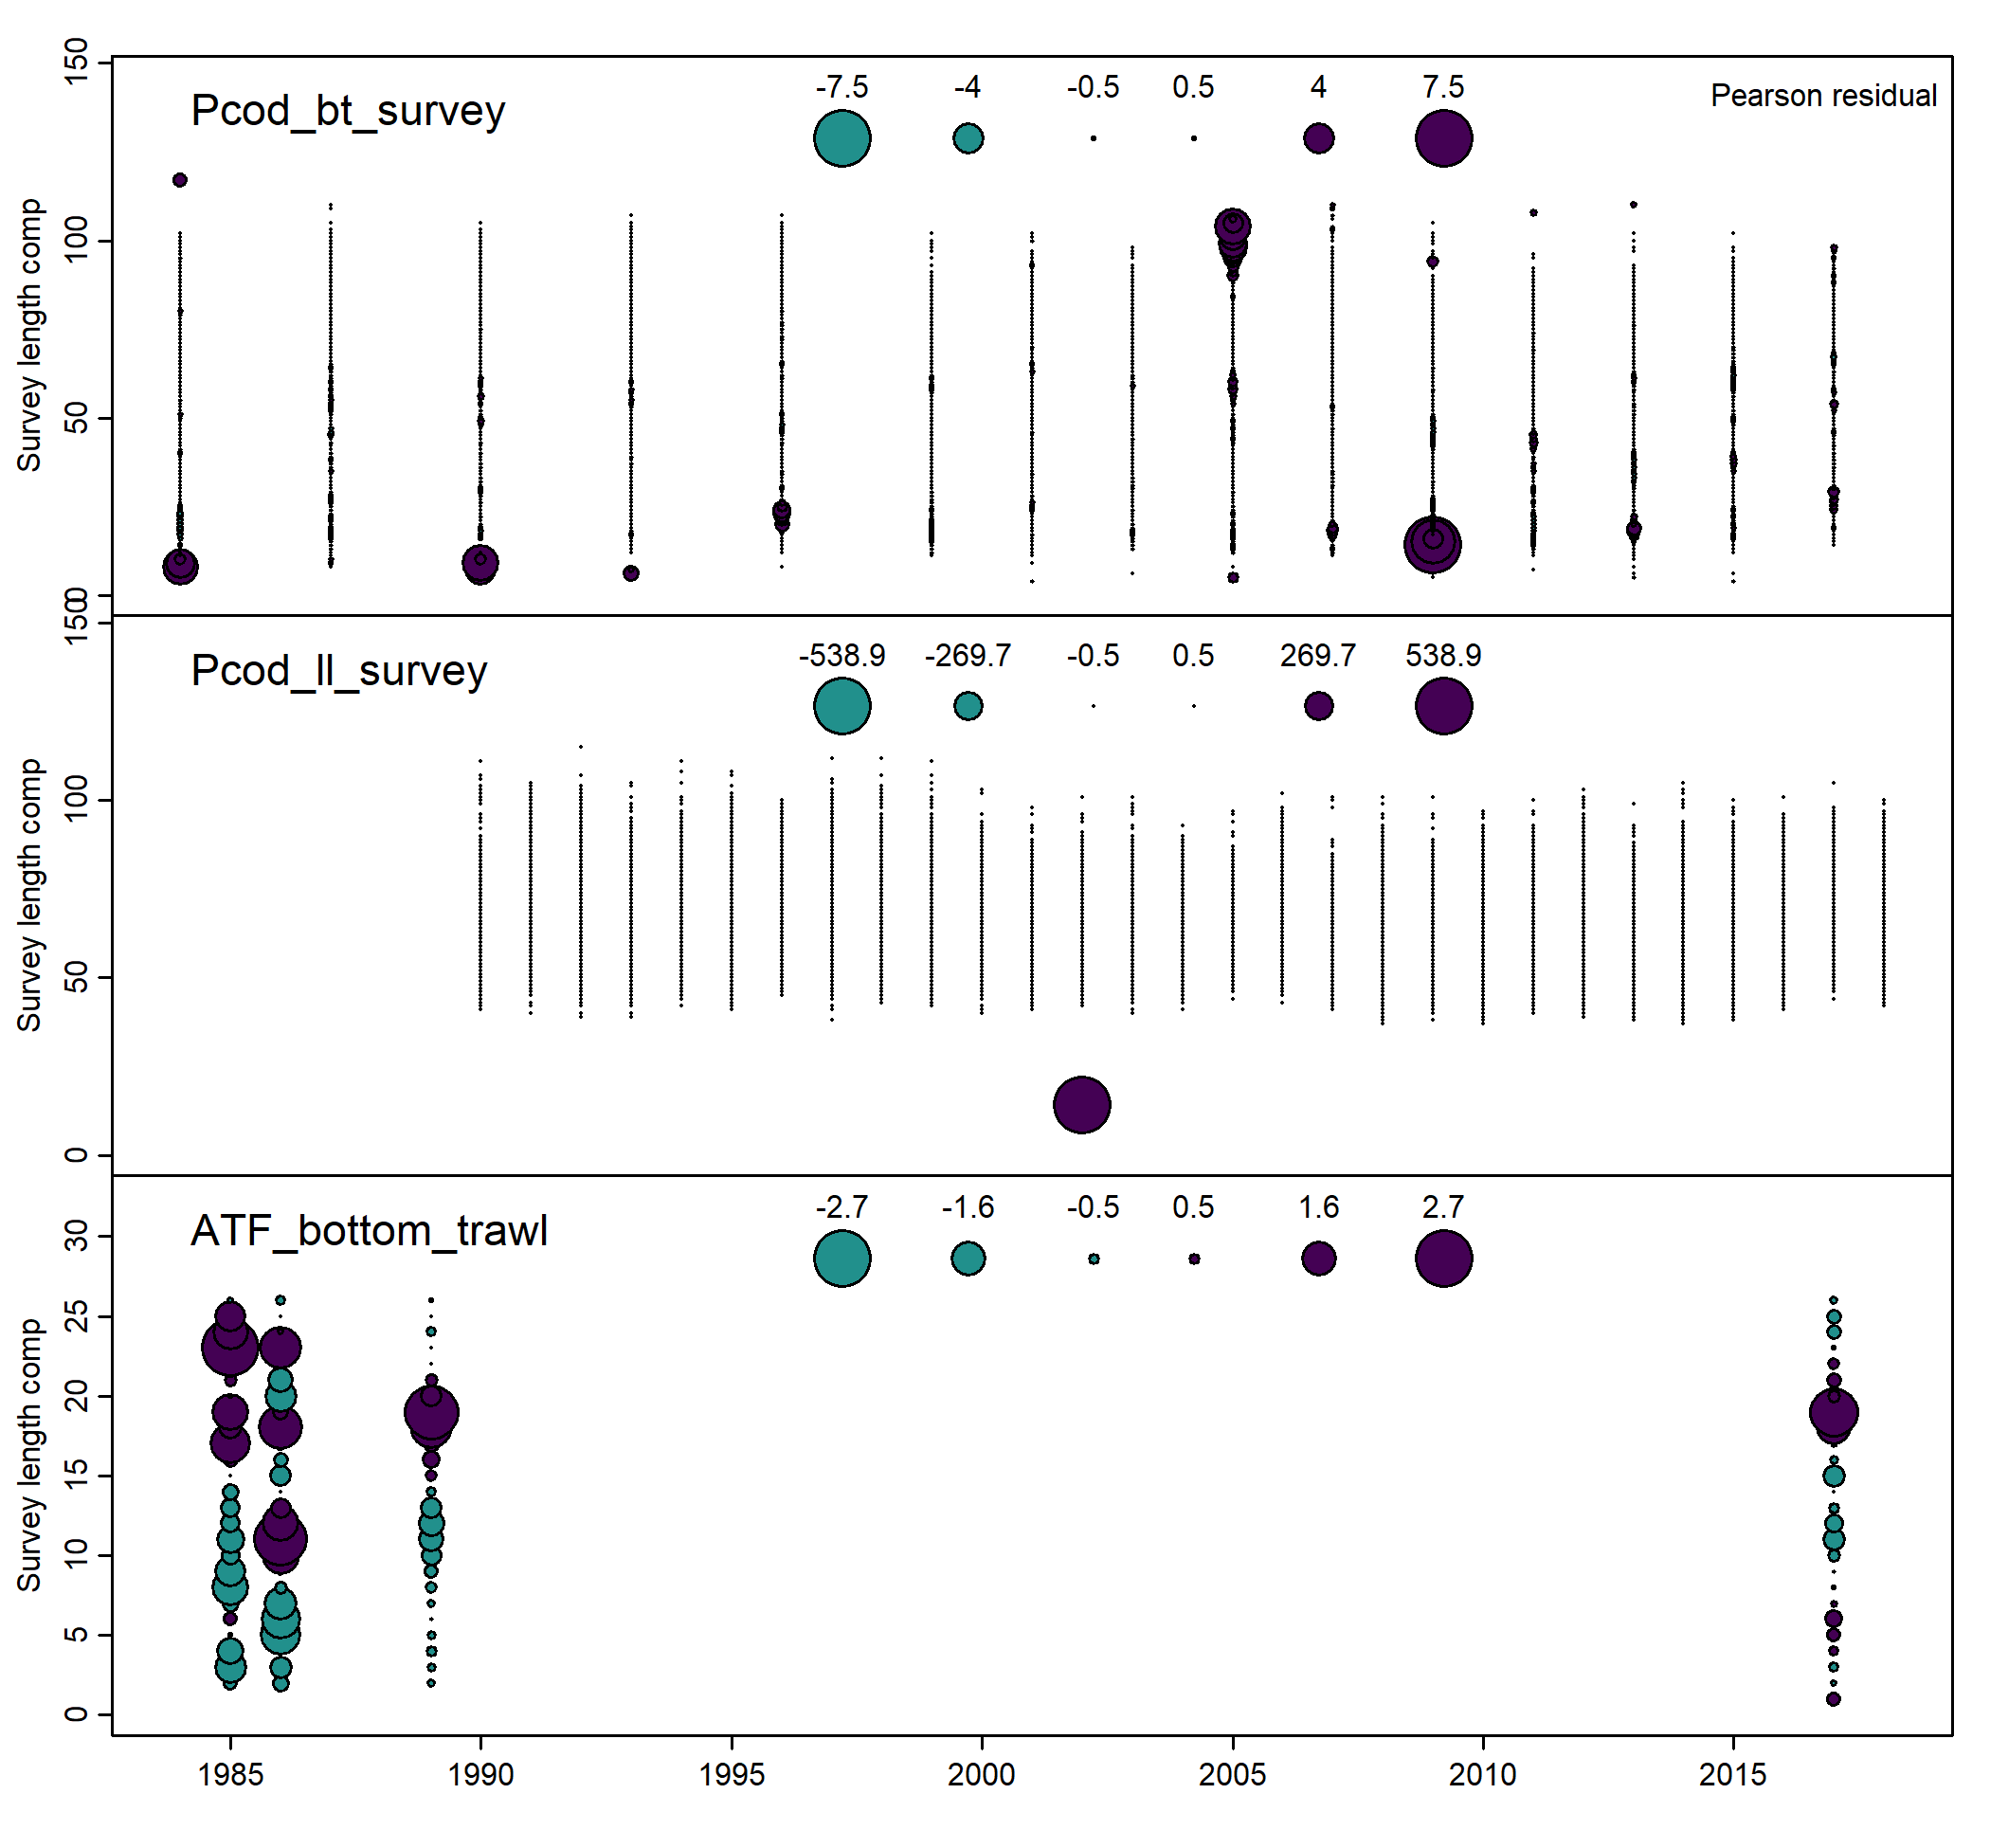 Pcod_bt_survey
-7.5 -4 -0.5 0.5 4 7.5
Pearson residual
Survey length comp
150
100
50
0
Pcod_ll_survey
-538.9 -269.7 -0.5 0.5 269.7 538.9
Survey length comp
150
100
50
0
ATF_bottom_trawl
-2.7 -1.6 -0.5 0.5 1.6 2.7
Survey length comp
30
25
20
15
10
5
0
1985 1990 1995 2000 2005 2010 2015